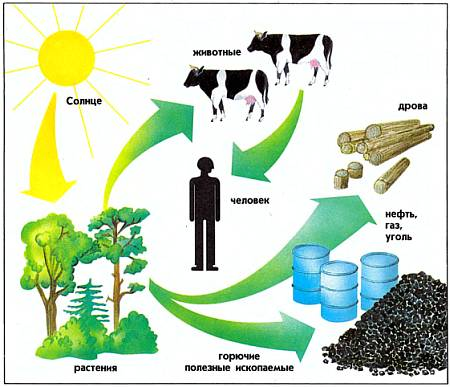 животные
Солнце
дрова
человек
нефть,
газ,
уголь
растения
горючие
полезные ископаемые